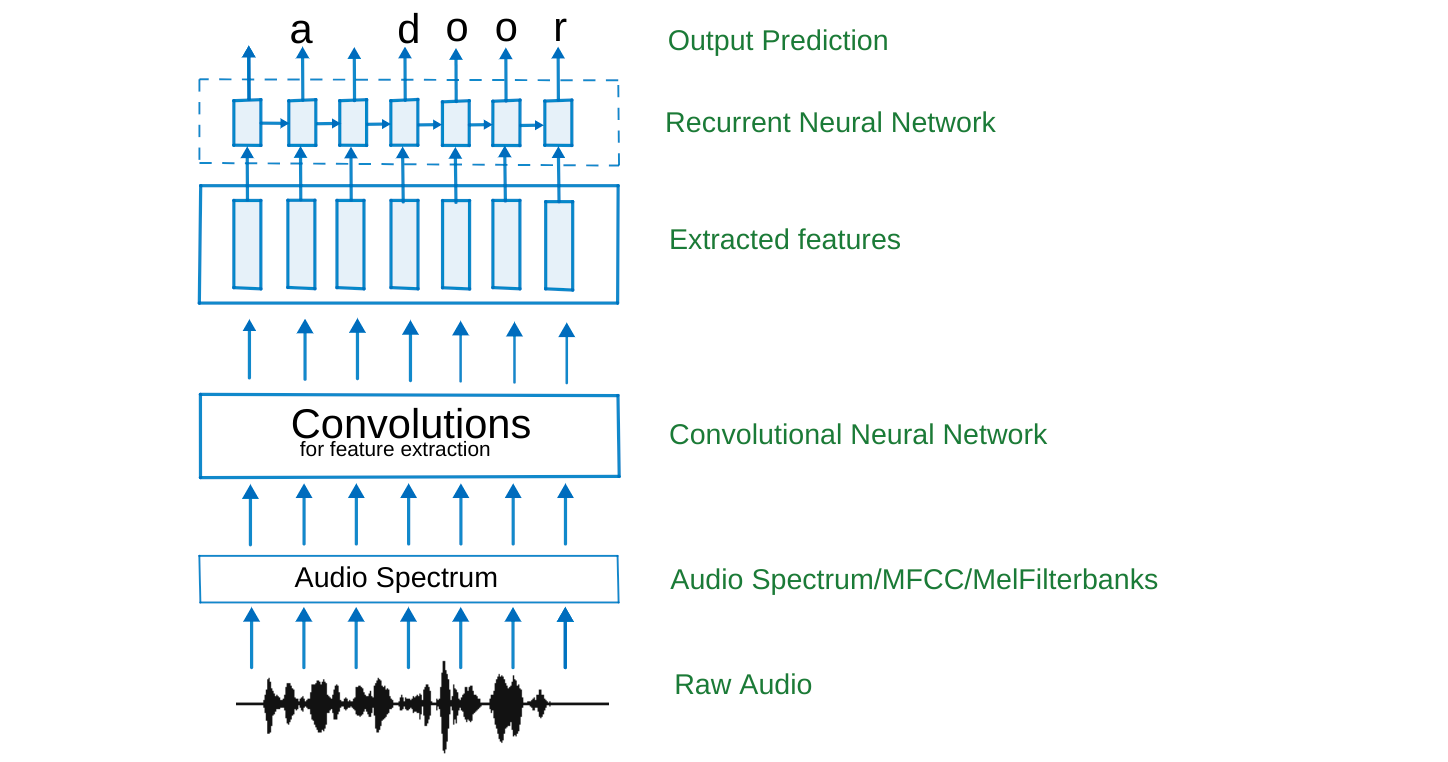 a d o o r
Output Prediction
Recurrent Neural Network
Extracted features
Convolutions
for feature extraction
Convolutional Neural Network
Audio Spectrum
Audio Spectrum/MFCC/MelFilterbanks
Raw Audio